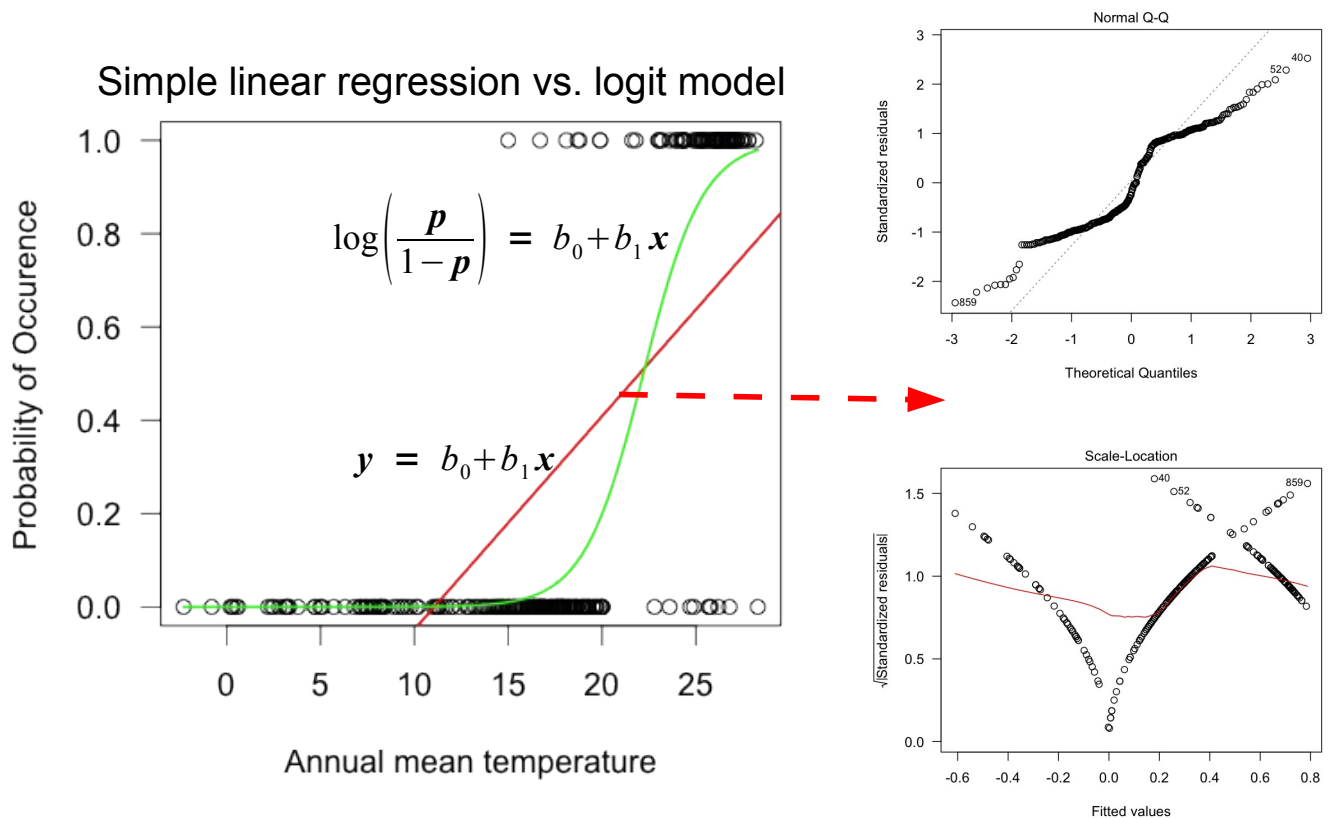 Simple linear regression vs. logit model
Probability of Occurence
1.0
0.8
0.6
0.4
0.2
0.0
log(p/(1−p)) = b₀+b₁x
y = b₀+b₁x
0 5 10 15 20 25
Annual mean temperature
Normal Q-Q
Standardized residuals
3
2
1
0
-1
-2
40
52
859
-3 -2 -1 0 1 2 3
Theoretical Quantiles
Scale-Location
√|Standardized residuals|
1.5
1.0
0.5
0.0
40
52
859
-0.6 -0.4 -0.2 0.0 0.2 0.4 0.6 0.8
Fitted values